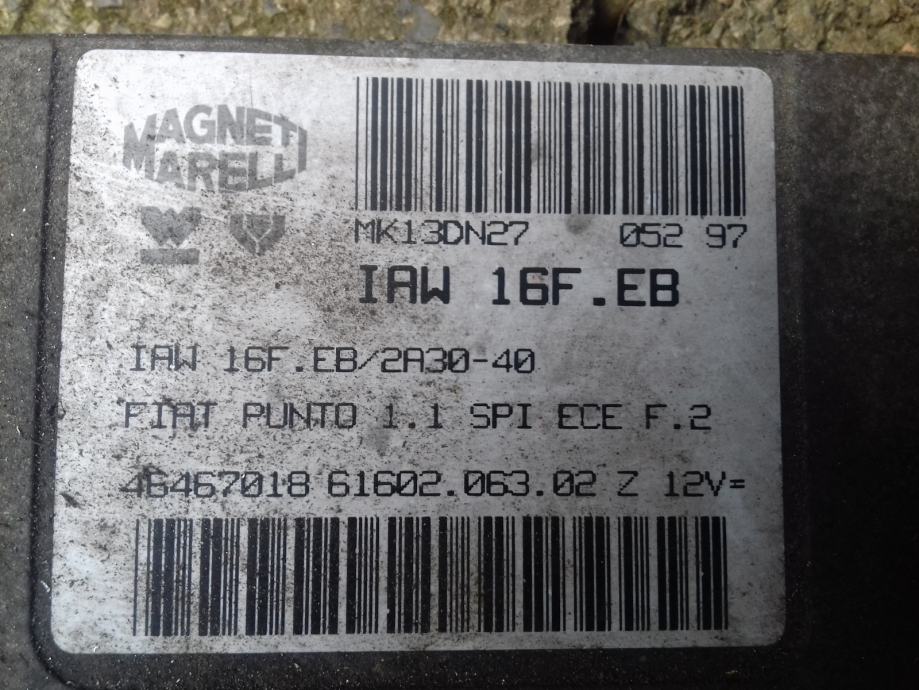 MAGNETI
MARELLI
MK13DN27 052 97
IAW 16F.EB
IAW 16F.EB/2A30-40
FIAT PUNTO 1.1 SPI ECE F.2
46467018 61602.063.02 Z 12V=